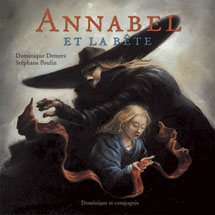 ANNABEL
ET LA BÊTE
Dominique Demers
Stéphane Poulin
Dominique et compagnie